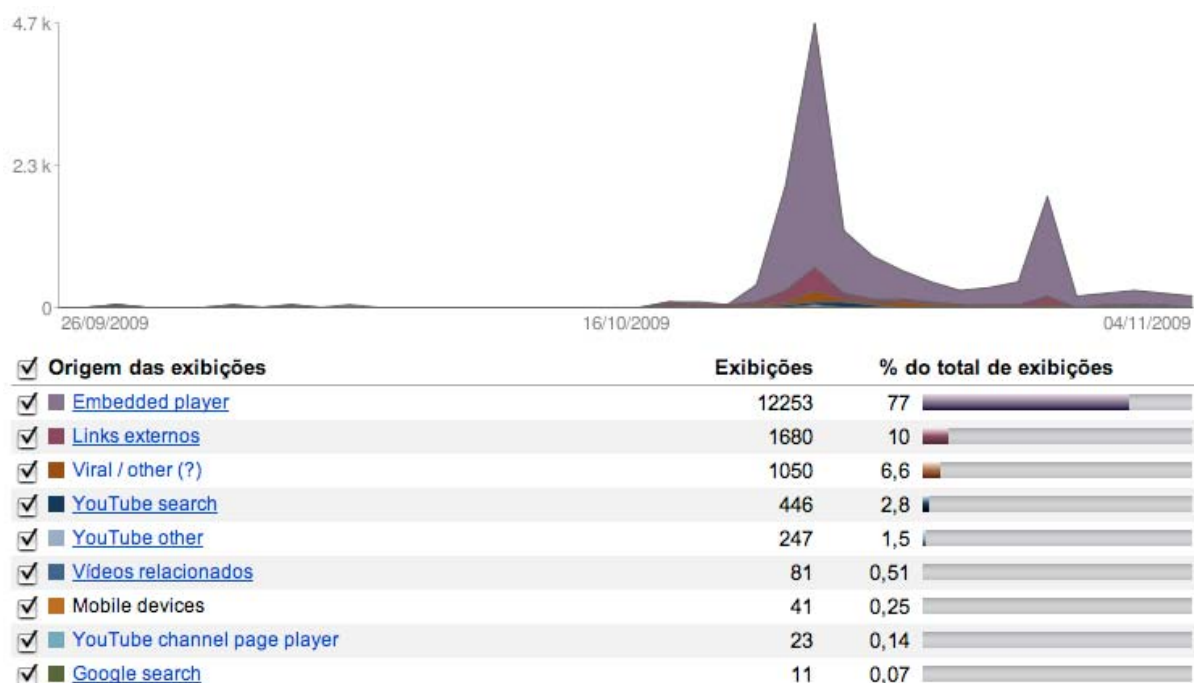 4.7 k
2.3 k
0
26/09/2009 16/10/2009 04/11/2009
Origem das exibições Exibições % do total de exibições
Embedded player 12253 77
Links externos 1680 10
Viral / other (?) 1050 6,6
YouTube search 446 2,8
YouTube other 247 1,5
Vídeos relacionados 81 0,51
Mobile devices 41 0,25
YouTube channel page player 23 0,14
Google search 11 0,07